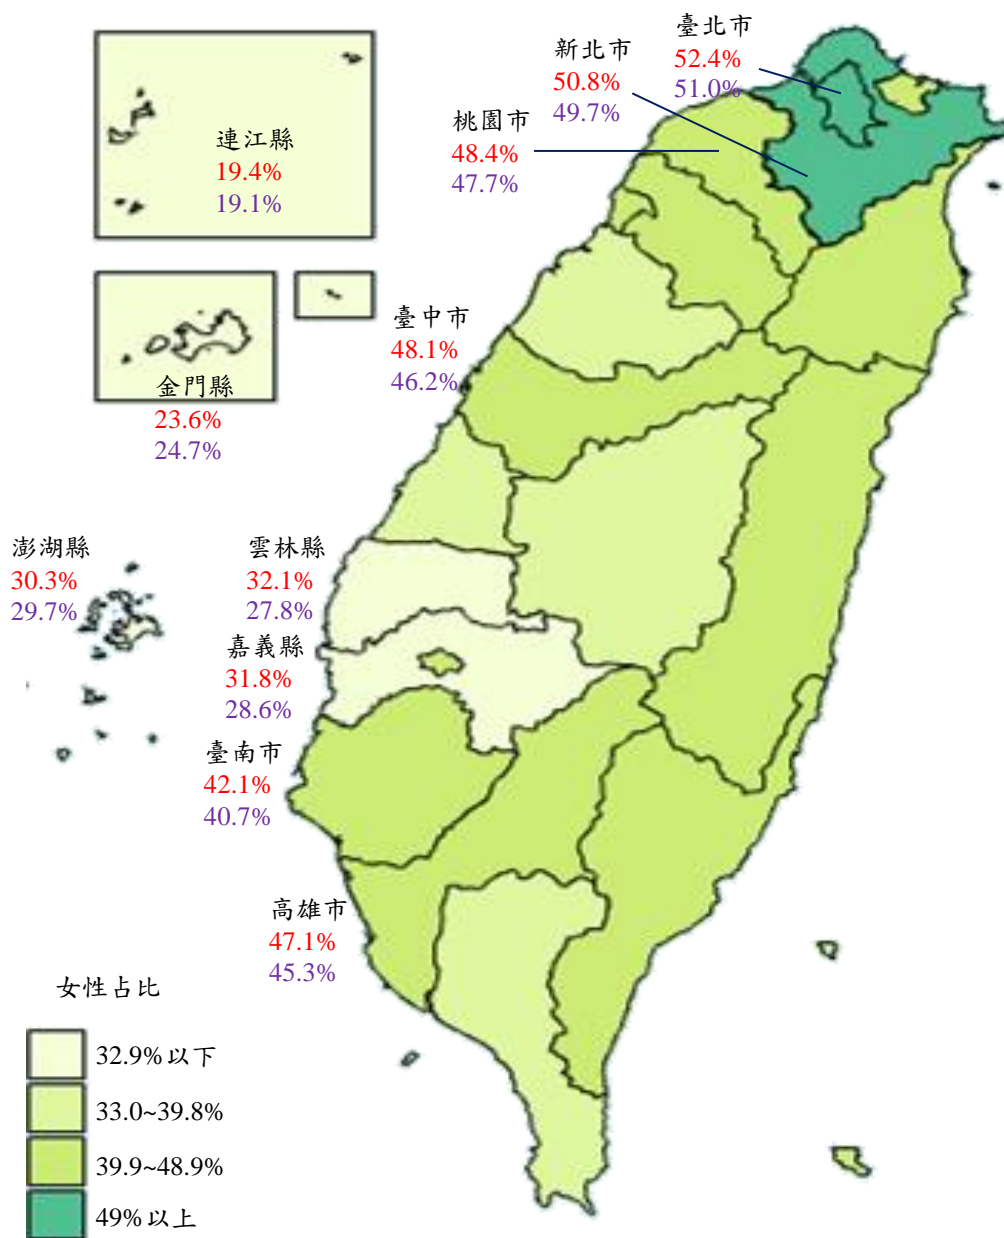 臺北市
52.4%
51.0%
新北市
50.8%
49.7%
桃園市
48.4%
47.7%
連江縣
19.4%
19.1%
臺中市
48.1%
46.2%
金門縣
23.6%
24.7%
澎湖縣
30.3%
29.7%
雲林縣
32.1%
27.8%
嘉義縣
31.8%
28.6%
臺南市
42.1%
40.7%
高雄市
47.1%
45.3%
女性占比
32.9%以下
33.0~39.8%
39.9~48.9%
49%以上